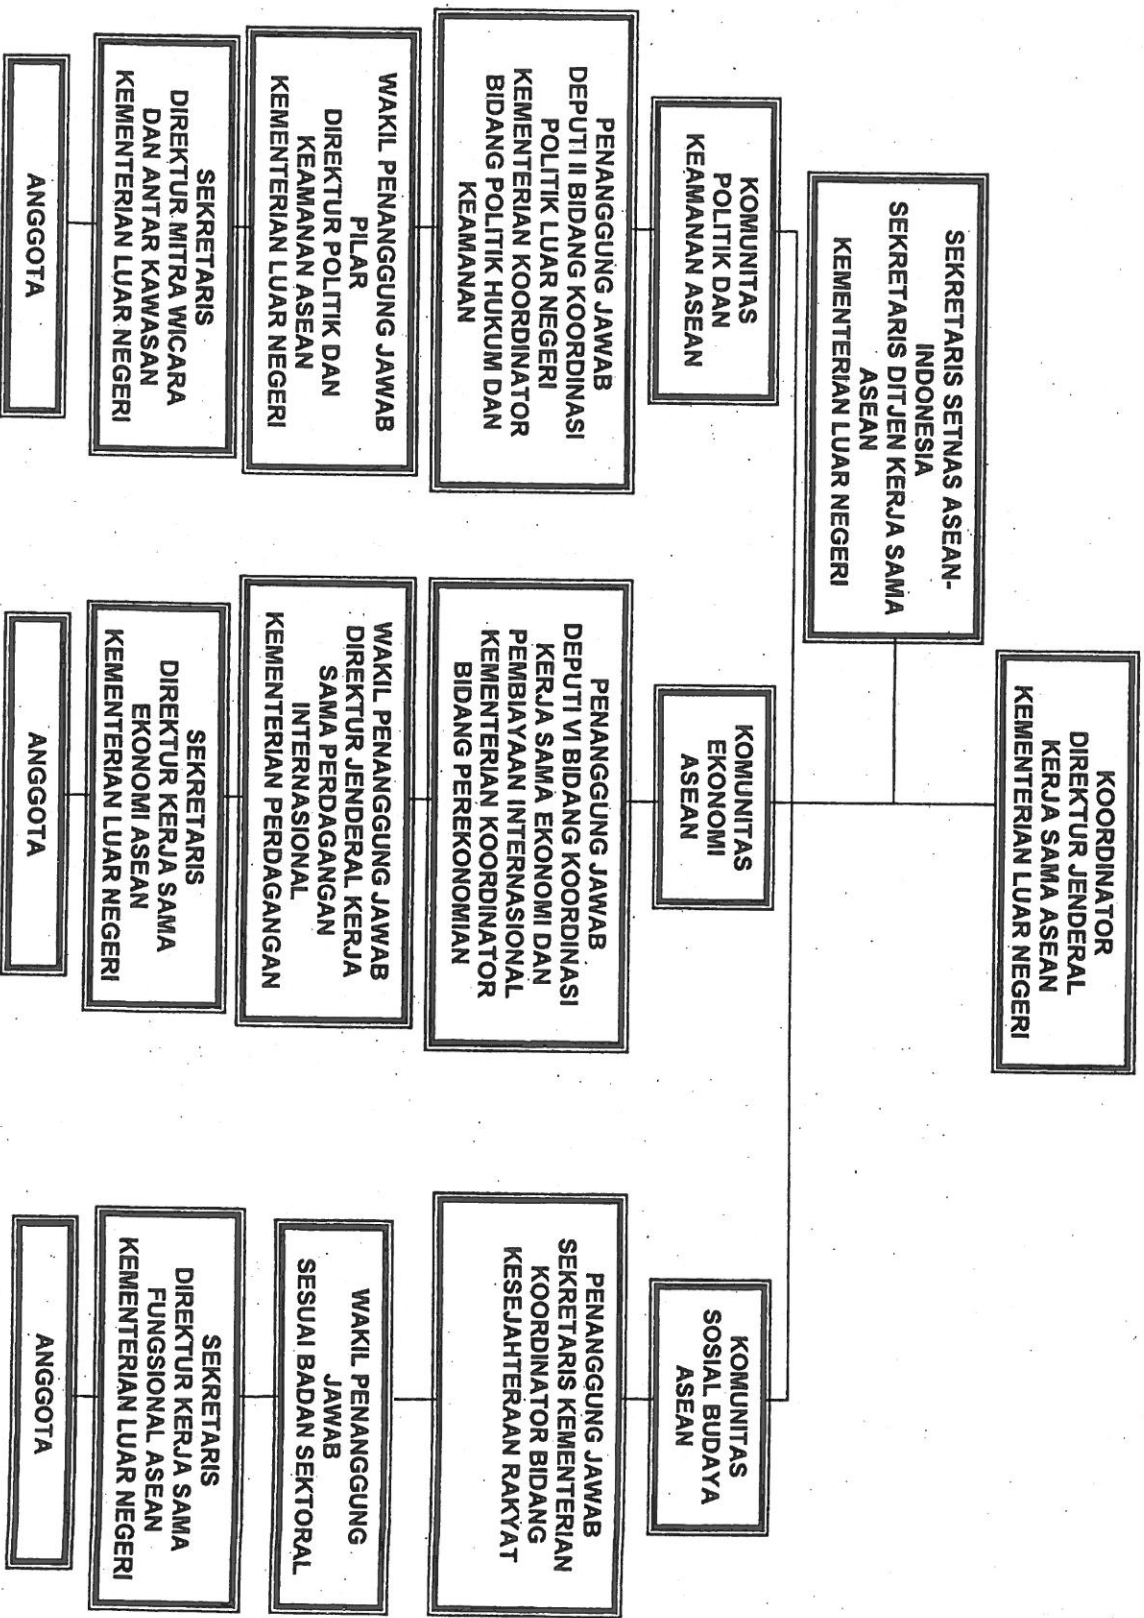 KOORDINATOR
DIREKTUR JENDERAL
KERJA SAMA ASEAN
KEMENTERIAN LUAR NEGERI
SEKRETARIS SETNAS ASEAN-
INDONESIA
SEKRETARIS DITJEN KERJA SAMA
ASEAN
KEMENTERIAN LUAR NEGERI
KOMUNITAS
POLITIK DAN
KEAMANAN ASEAN
PENANGGUNG JAWAB
DEPUTI II BIDANG KOORDINASI
POLITIK LUAR NEGERI
KEMENTERIAN KOORDINATOR
BIDANG POLITIK HUKUM DAN
KEAMANAN
WAKIL PENANGGUNG JAWAB
PILAR
DIREKTUR POLITIK DAN
KEAMANAN ASEAN
KEMENTERIAN LUAR NEGERI
SEKRETARIS
DIREKTUR MITRA WICARA
DAN ANTAR KAWASAN
KEMENTERIAN LUAR NEGERI
ANGGOTA
KOMUNITAS
EKONOMI
ASEAN
PENANGGUNG JAWAB
DEPUTI VI BIDANG KOORDINASI
KERJA SAMA EKONOMI DAN
PEMBIAYAAN INTERNASIONAL
KEMENTERIAN KOORDINATOR
BIDANG PEREKONOMIAN
WAKIL PENANGGUNG JAWAB
DIREKTUR JENDERAL KERJA
SAMA PERDAGANGAN
INTERNASIONAL
KEMENTERIAN PERDAGANGAN
SEKRETARIS
DIREKTUR KERJA SAMA
EKONOMI ASEAN
KEMENTERIAN LUAR NEGERI
ANGGOTA
KOMUNITAS
SOSIAL BUDAYA
ASEAN
PENANGGUNG JAWAB
SEKRETARIS KEMENTERIAN
KOORDINATOR BIDANG
KESEJAHTERAAN RAKYAT
WAKIL PENANGGUNG
JAWAB
SESUAI BADAN SEKTORAL
SEKRETARIS
DIREKTUR KERJA SAMA
FUNGSIONAL ASEAN
KEMENTERIAN LUAR NEGERI
ANGGOTA